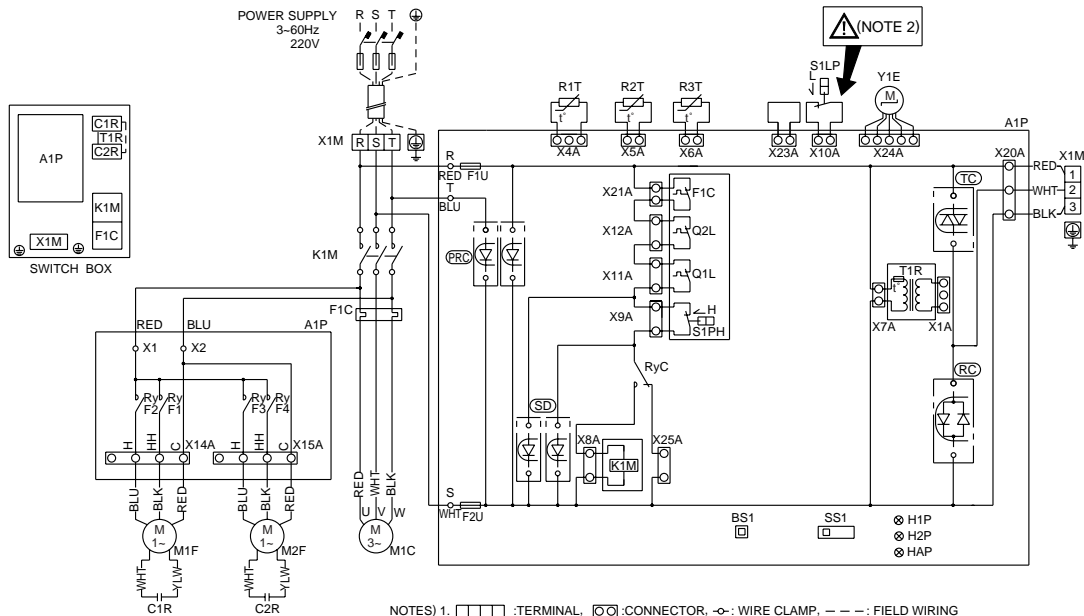 POWER SUPPLY
3~60Hz
220V
R S T
(NOTE 2)
S1LP
L
Y1E
M
R1T
t°
X4A
R2T
t°
X5A
R3T
t°
X6A
X23A
X10A
X24A
A1P
C1R
T1R
C2R
A1P
K1M
F1C
X1M
SWITCH BOX
X1M R S T
R
RED F1U
T
BLU
PRC
X21A F1C
X12A Q2L
X11A Q1L
X9A H
S1PH
RyC
SD
X8A
K1M
X25A
TC
X20A
RED
WHT
BLK
X1M
1
2
3
T1R
t°
X7A X1A
RC
K1M
F1C
RED BLU A1P
X1 X2
Ry F2
Ry F1
Ry F3
Ry F4
H HH C X14A
H HH C X15A
BLU BLK RED
BLU BLK RED
RED WHT BLK
U V W
M
1~
M1F
M
1~
M2F
M
3~
M1C
WHT YLW
WHT YLW
C1R
C2R
S
WHT F2U
BS1
SS1
H1P
H2P
HAP
NOTES) 1. :TERMINAL, :CONNECTOR, : WIRE CLAMP, : FIELD WIRING